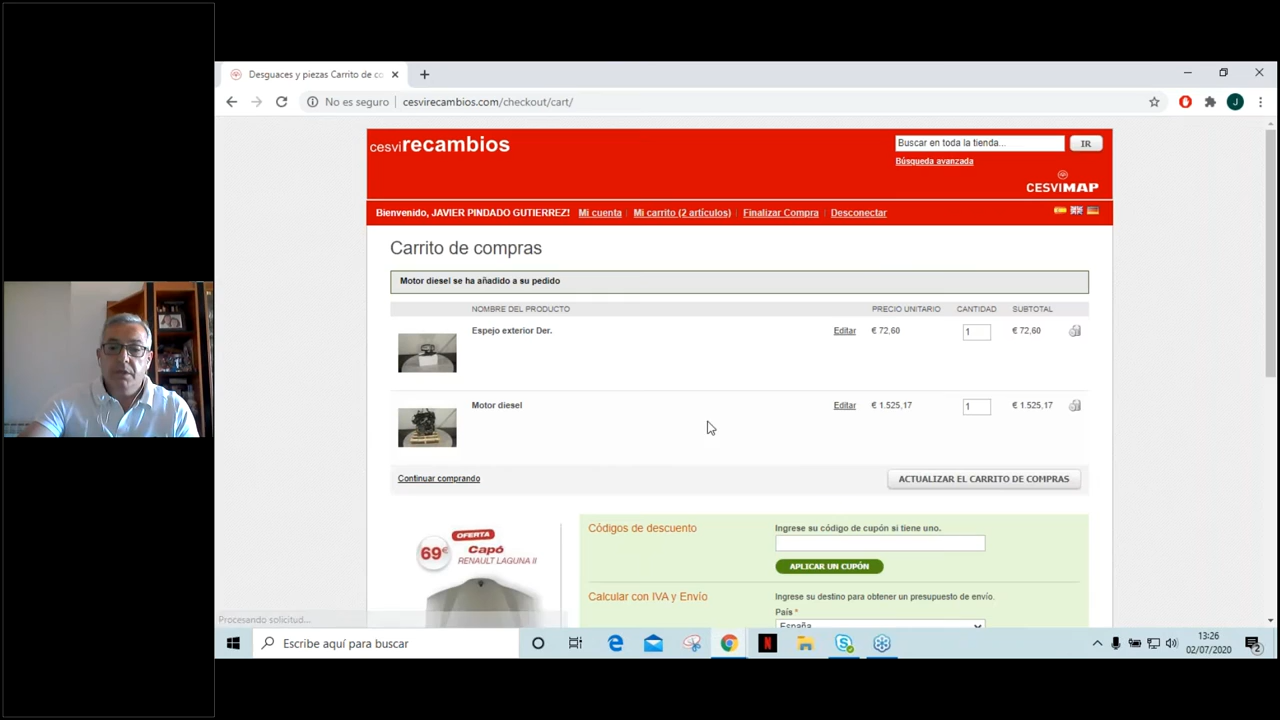 Desguaces y piezas Carrito de co
No es seguro cesvirecambios.com/checkout/cart/
J
cesvirecambios
Buscar en toda la tienda... IR
Búsqueda avanzada
CESVIMAP
Bienvenido, JAVIER PINDADO GUTIERREZ! Mi cuenta Mi carrito (2 artículos) Finalizar Compra Desconectar
Carrito de compras
Motor diesel se ha añadido a su pedido
NOMBRE DEL PRODUCTO PRECIO UNITARIO CANTIDAD SUBTOTAL
Espejo exterior Der. Editar € 72,60 1 € 72,60
Motor diesel Editar € 1.525,17 1 € 1.525,17
Continuar comprando ACTUALIZAR EL CARRITO DE COMPRAS
OFERTA
69€ Capó
RENAULT LAGUNA II
Códigos de descuento Ingrese su código de cupón si tiene uno.
APLICAR UN CUPÓN
Calcular con IVA y Envío Ingrese su destino para obtener un presupuesto de envío.
País *
España
Procesando solicitud...
Escribe aquí para buscar
N
S
13:26
02/07/2020
2